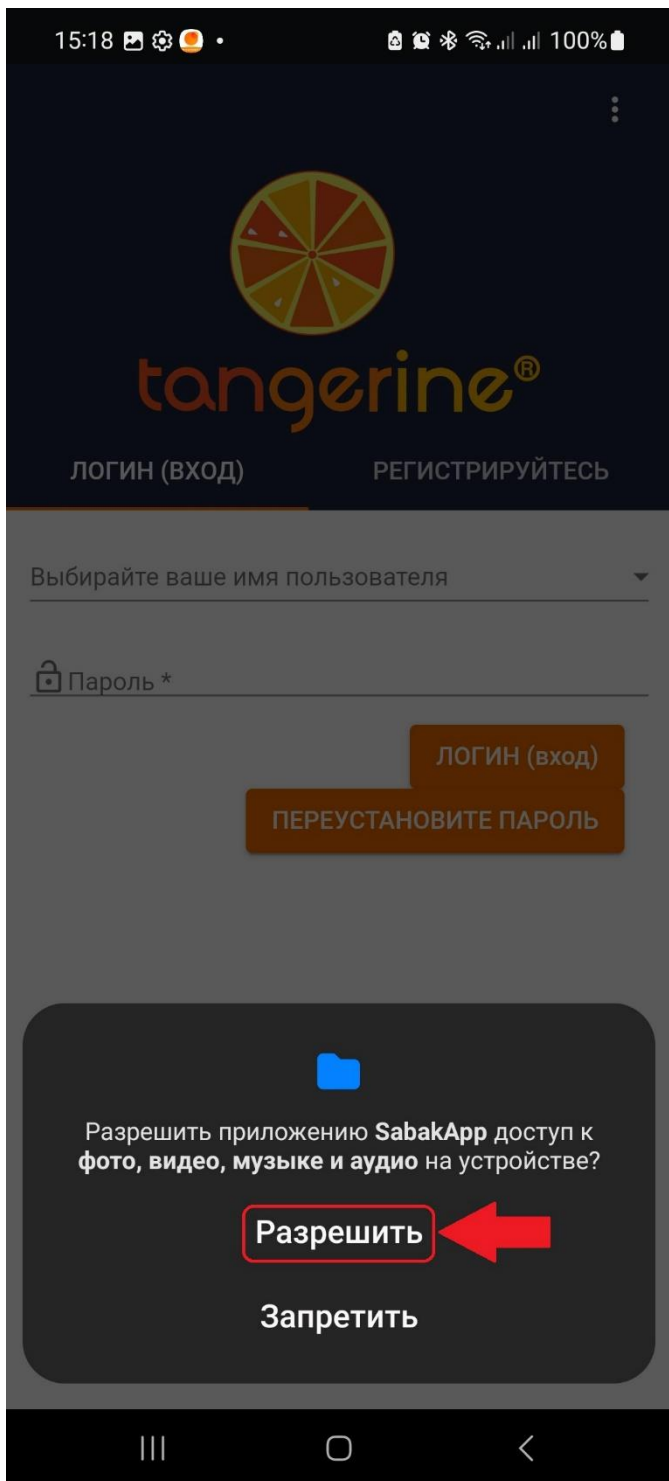 15:18 100%
tangerine®
ЛОГИН (ВХОД) РЕГИСТРИРУЙТЕСЬ
Выбирайте ваше имя пользователя
Пароль *
ЛОГИН (вход)
ПЕРЕУСТАНОВИТЕ ПАРОЛЬ
Разрешить приложению SabakApp доступ к
фото, видео, музыке и аудио на устройстве?
Разрешить
Запретить